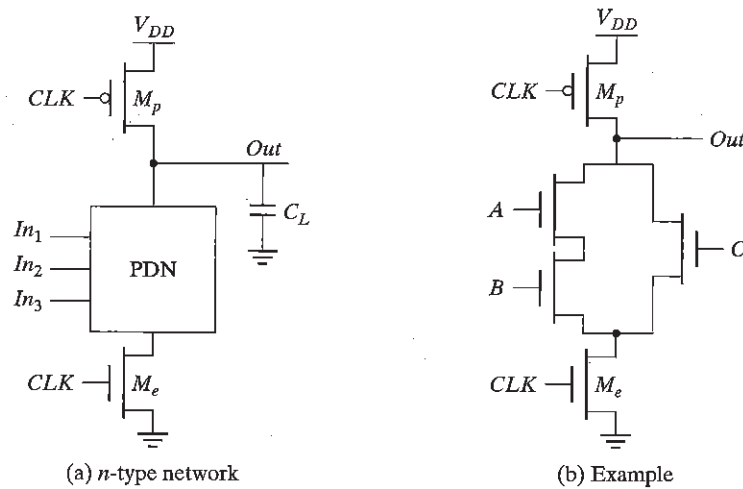 V_DD
CLK
M_p
Out
C_L
In_1
In_2
In_3
PDN
CLK
M_e
(a) n-type network
V_DD
CLK
M_p
Out
A
B
C
CLK
M_e
(b) Example